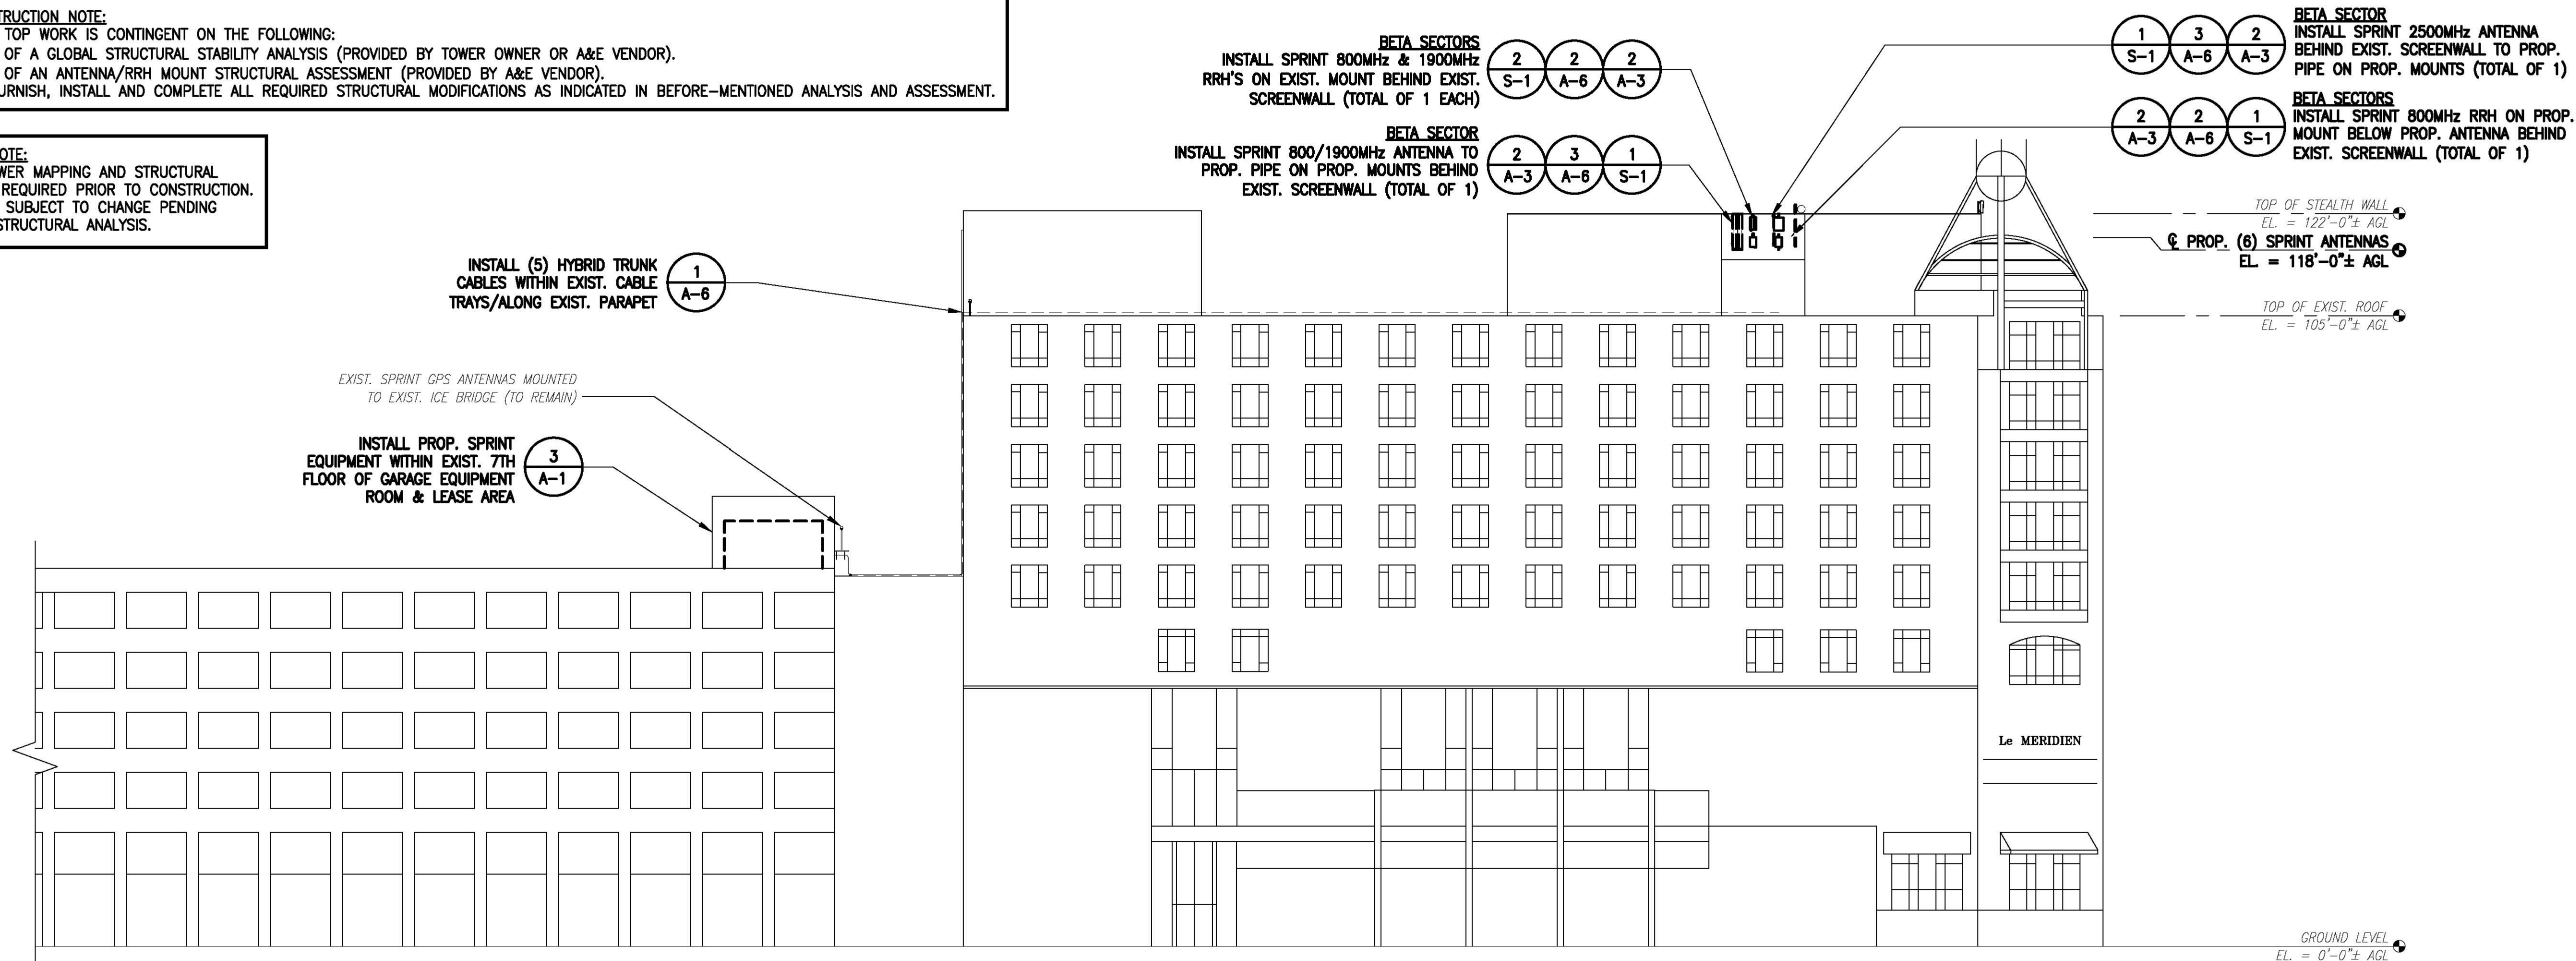 TRUCTION NOTE:
TOP WORK IS CONTINGENT ON THE FOLLOWING:
OF A GLOBAL STRUCTURAL STABILITY ANALYSIS (PROVIDED BY TOWER OWNER OR A&E VENDOR).
OF AN ANTENNA/RRH MOUNT STRUCTURAL ASSESSMENT (PROVIDED BY A&E VENDOR).
URNISH, INSTALL AND COMPLETE ALL REQUIRED STRUCTURAL MODIFICATIONS AS INDICATED IN BEFORE-MENTIONED ANALYSIS AND ASSESSMENT.
OTE:
WER MAPPING AND STRUCTURAL
REQUIRED PRIOR TO CONSTRUCTION.
SUBJECT TO CHANGE PENDING
STRUCTURAL ANALYSIS.
BETA SECTORS
INSTALL SPRINT 800MHz & 1900MHz
RRH'S ON EXIST. MOUNT BEHIND EXIST.
SCREENWALL (TOTAL OF 1 EACH)
2 2 2
S-1 A-6 A-3
BETA SECTOR
INSTALL SPRINT 800/1900MHz ANTENNA TO
PROP. PIPE ON PROP. MOUNTS BEHIND
EXIST. SCREENWALL (TOTAL OF 1)
2 3 1
A-3 A-6 S-1
1 3 2
S-1 A-6 A-3
BETA SECTOR
INSTALL SPRINT 2500MHz ANTENNA
BEHIND EXIST. SCREENWALL TO PROP.
PIPE ON PROP. MOUNTS (TOTAL OF 1)
2 2 1
A-3 A-6 S-1
BETA SECTORS
INSTALL SPRINT 800MHz RRH ON PROP.
MOUNT BELOW PROP. ANTENNA BEHIND
EXIST. SCREENWALL (TOTAL OF 1)
TOP OF STEALTH WALL
EL. = 122'-0"± AGL
℄ PROP. (6) SPRINT ANTENNAS
EL. = 118'-0"± AGL
TOP OF EXIST. ROOF
EL. = 105'-0"± AGL
INSTALL (5) HYBRID TRUNK
CABLES WITHIN EXIST. CABLE
TRAYS/ALONG EXIST. PARAPET
1
A-6
EXIST. SPRINT GPS ANTENNAS MOUNTED
TO EXIST. ICE BRIDGE (TO REMAIN)
INSTALL PROP. SPRINT
EQUIPMENT WITHIN EXIST. 7TH
FLOOR OF GARAGE EQUIPMENT
ROOM & LEASE AREA
3
A-1
Le MERIDIEN
GROUND LEVEL
EL. = 0'-0"± AGL